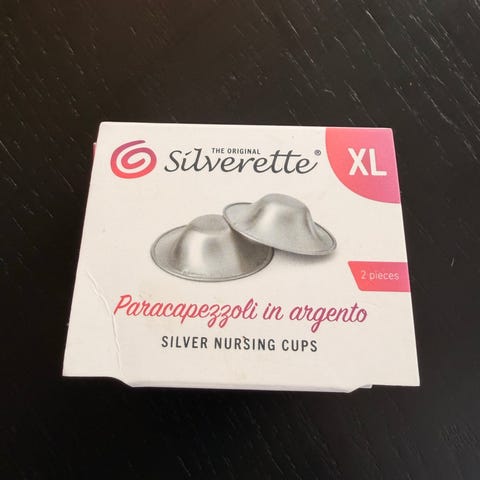 THE ORIGINAL
Silverette®
XL
2 pieces
Paracapezzoli in argento
SILVER NURSING CUPS